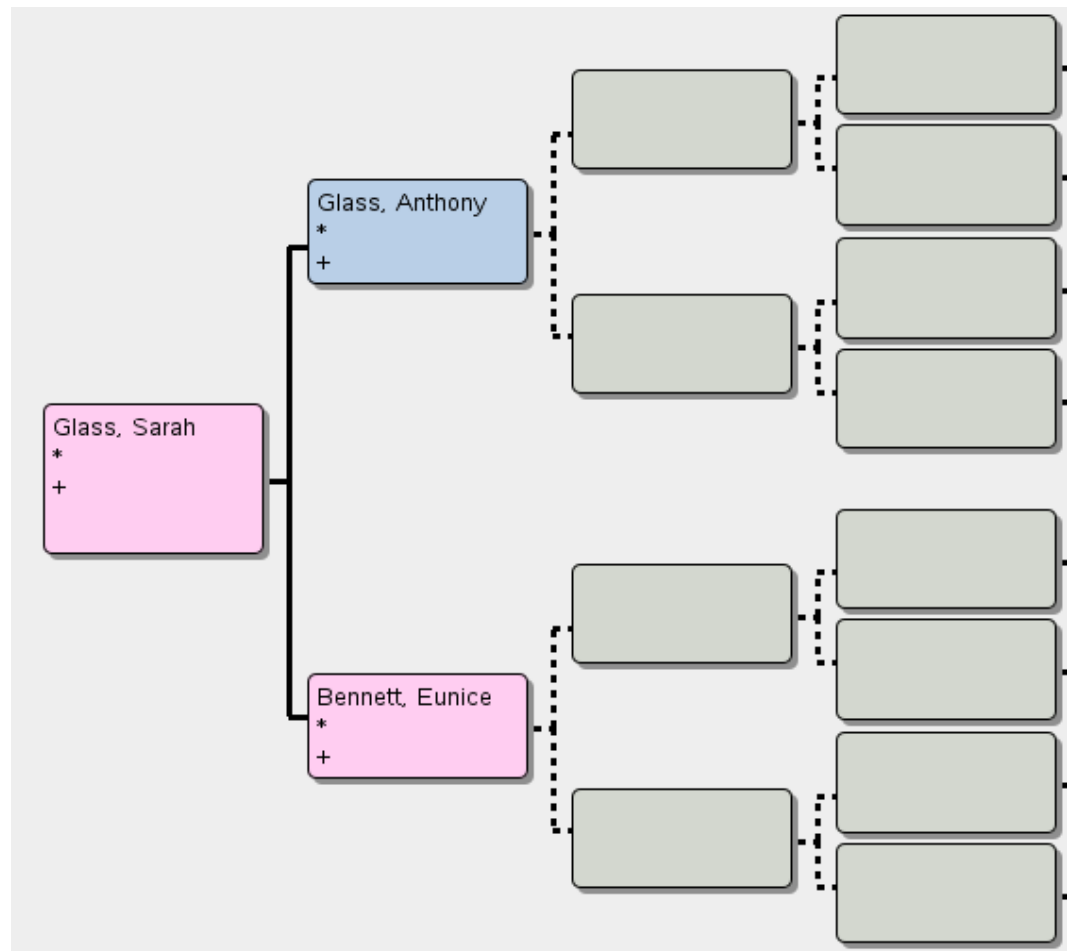 Glass, Anthony
*
+
Glass, Sarah
*
+
Bennett, Eunice
*
+